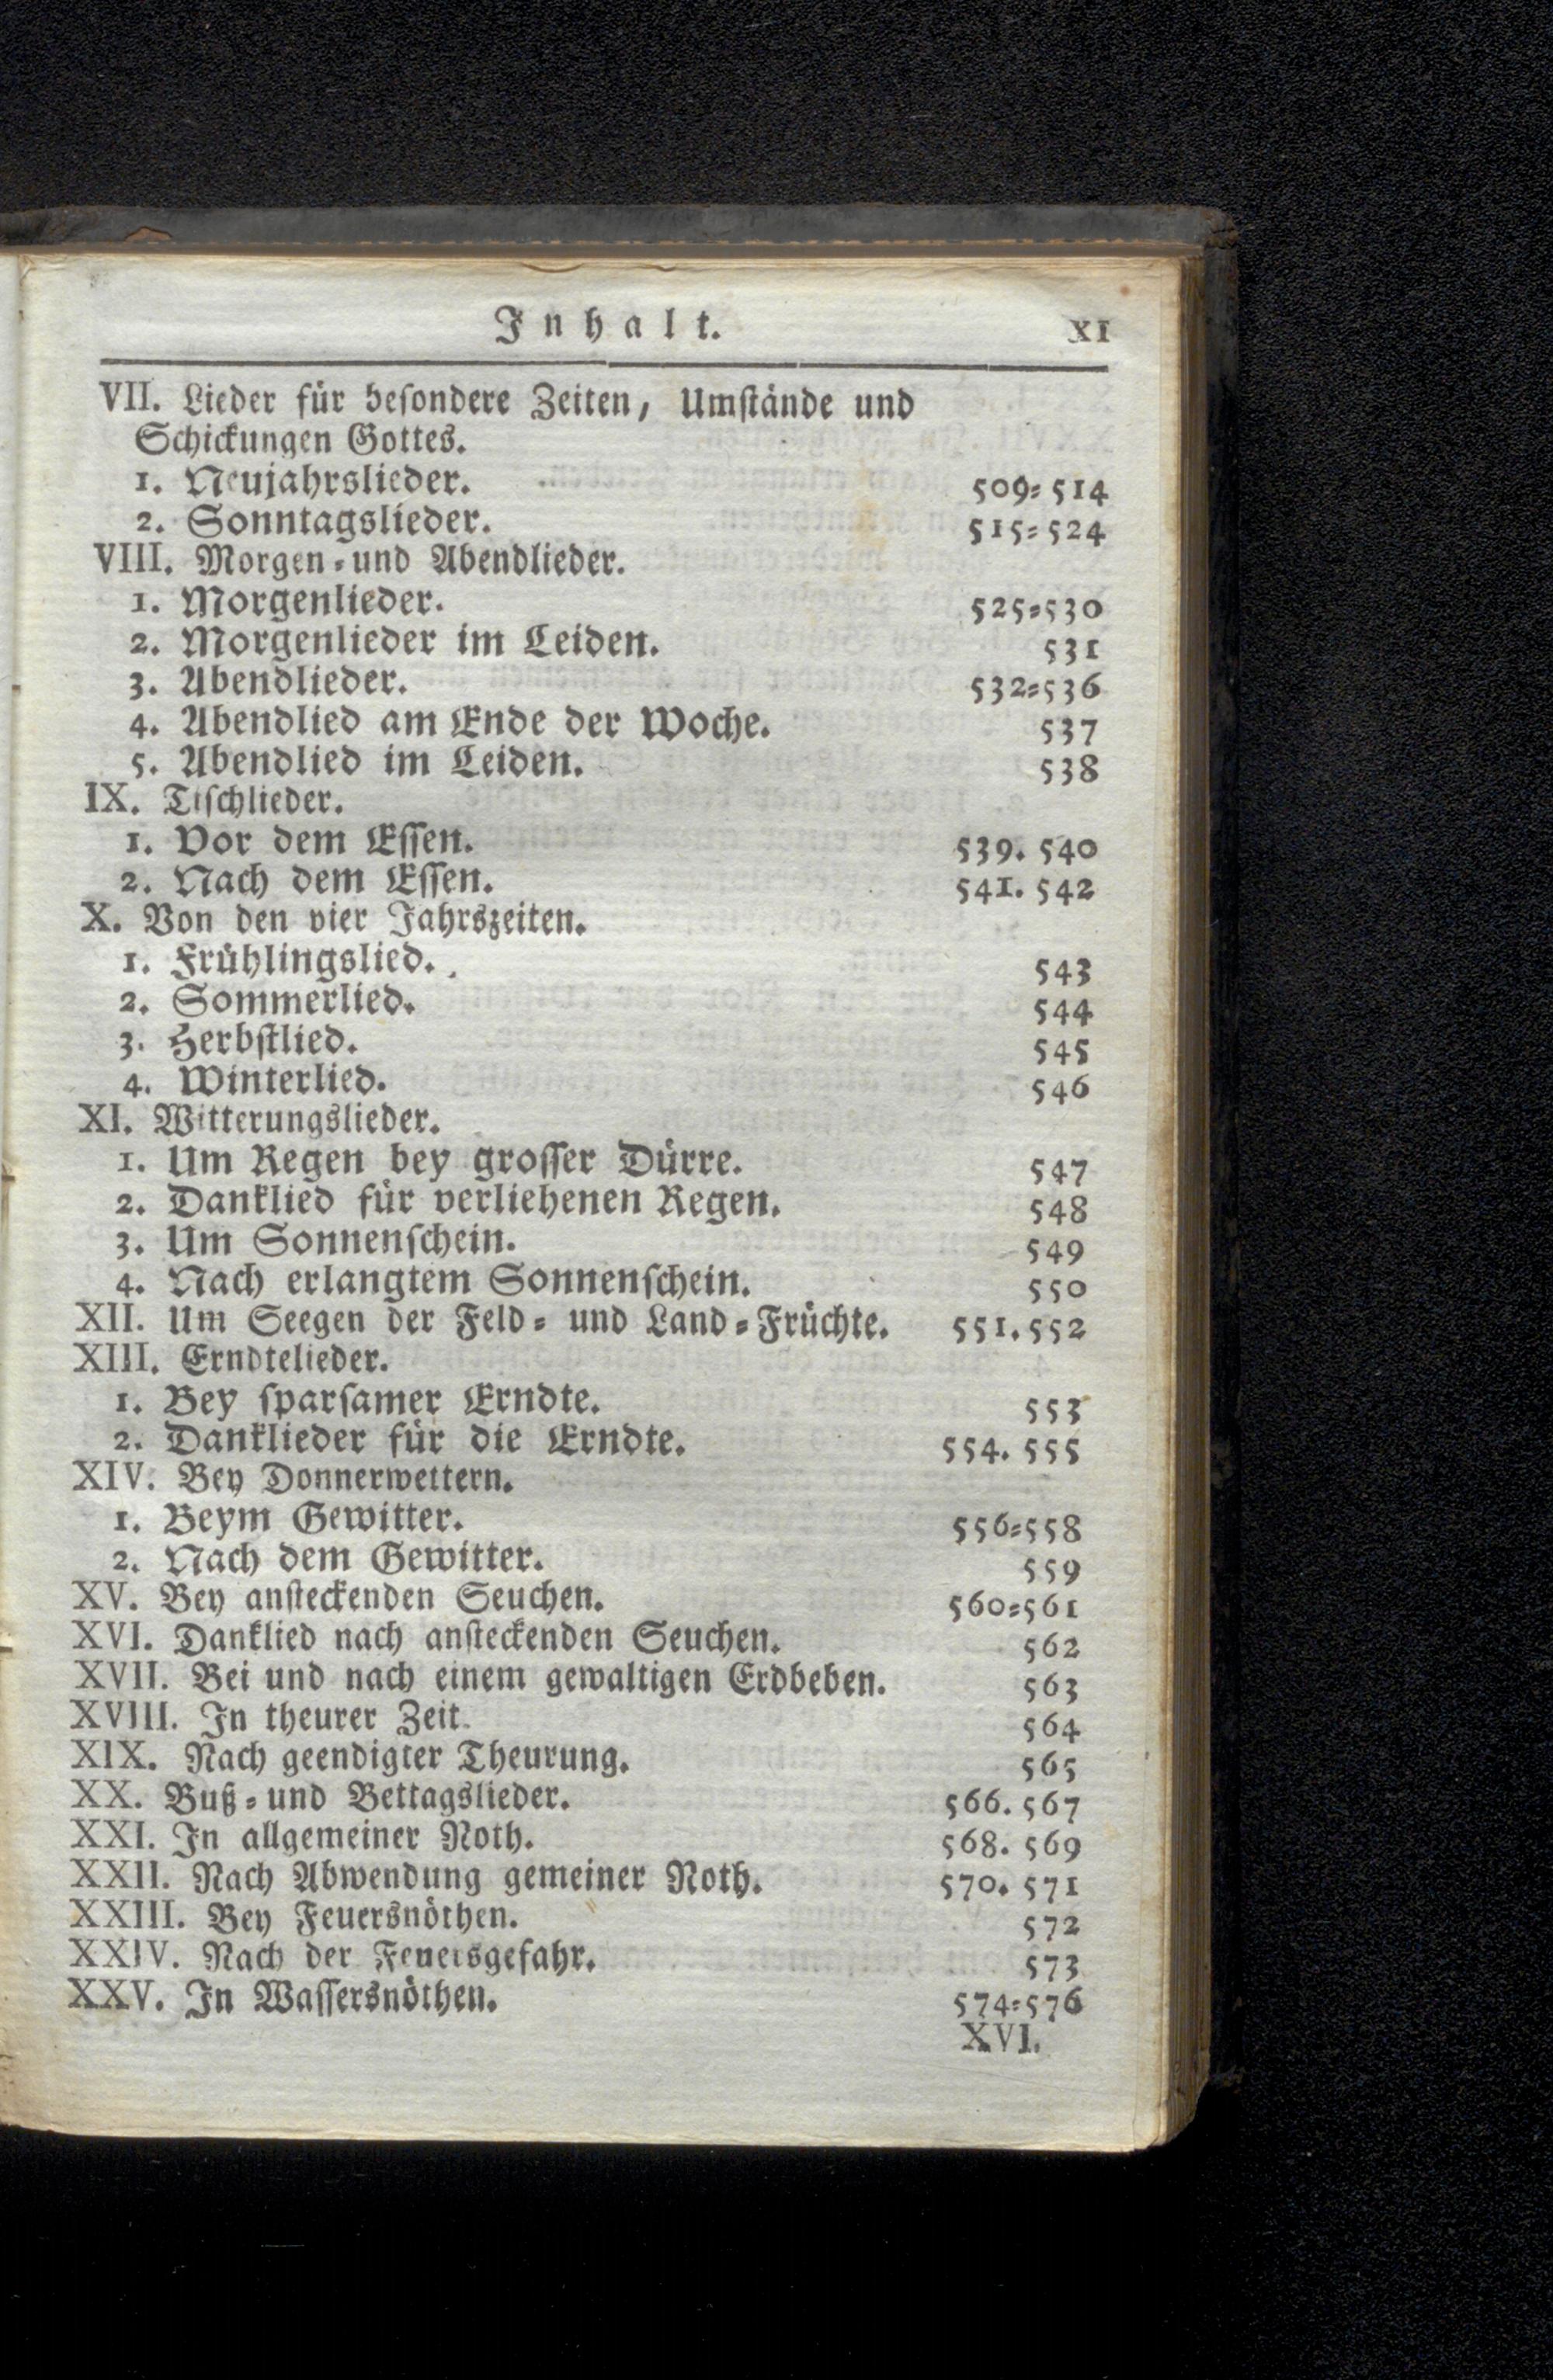 Inhalt. XI
VII. Lieder für besondere Zeiten, Umstände und
Schickungen Gottes.
1. Neujahrslieder. 509=514
2. Sonntagslieder. 515=524
VIII. Morgen=und Abendlieder.
1. Morgenlieder. 525=530
2. Morgenlieder im Leiden. 531
3. Abendlieder. 532=536
4. Abendlied am Ende der Woche. 537
5. Abendlied im Leiden. 538
IX. Tischlieder.
1. Vor dem Essen. 539. 540
2. Nach dem Essen. 541. 542
X. Von den vier Jahrszeiten.
1. Frühlingslied. 543
2. Sommerlied. 544
3. Herbstlied. 545
4. Winterlied. 546
XI. Witterungslieder.
1. Um Regen bey grosser Dürre. 547
2. Danklied für verliehenen Regen. 548
3. Um Sonnenschein. 549
4. Nach erlangtem Sonnenschein. 550
XII. Um Seegen der Feld= und Land=Früchte. 551. 552
XIII. Erndtelieder.
1. Bey sparsamer Erndte. 553
2. Danklieder für die Erndte. 554. 555
XIV. Bey Donnerwettern.
1. Beym Gewitter. 556=558
2. Nach dem Gewitter. 559
XV. Bey ansteckenden Seuchen. 560=561
XVI. Danklied nach ansteckenden Seuchen. 562
XVII. Bei und nach einem gewaltigen Erdbeben. 563
XVIII. In theurer Zeit. 564
XIX. Nach geendigter Theurung. 565
XX. Buß=und Bettagslieder. 566. 567
XXI. In allgemeiner Noth. 568. 569
XXII. Nach Abwendung gemeiner Noth. 570. 571
XXIII. Bey Feuersnöthen. 572
XXIV. Nach der Feuersgefahr. 573
XXV. In Wassersnöthen. 574=576
XVI.